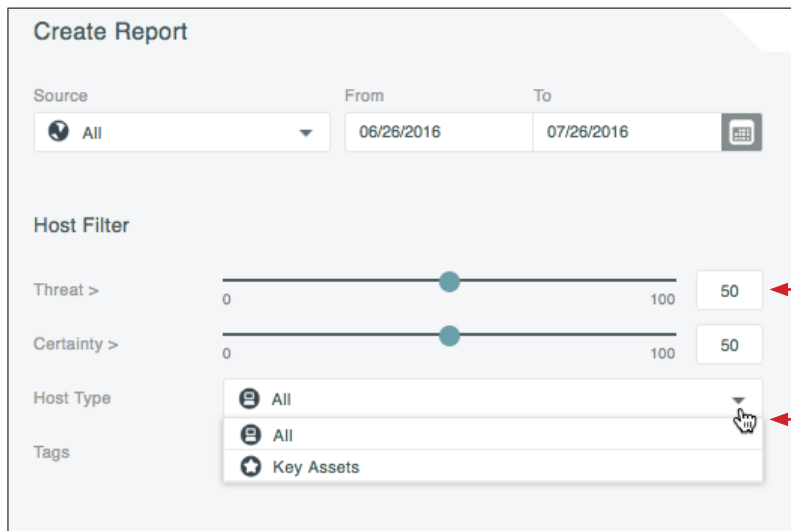 Create Report
Source From To
All 06/26/2016 07/26/2016
Host Filter
Threat > 0 100 50
Certainty > 0 100 50
Host Type All
All
Tags
Key Assets